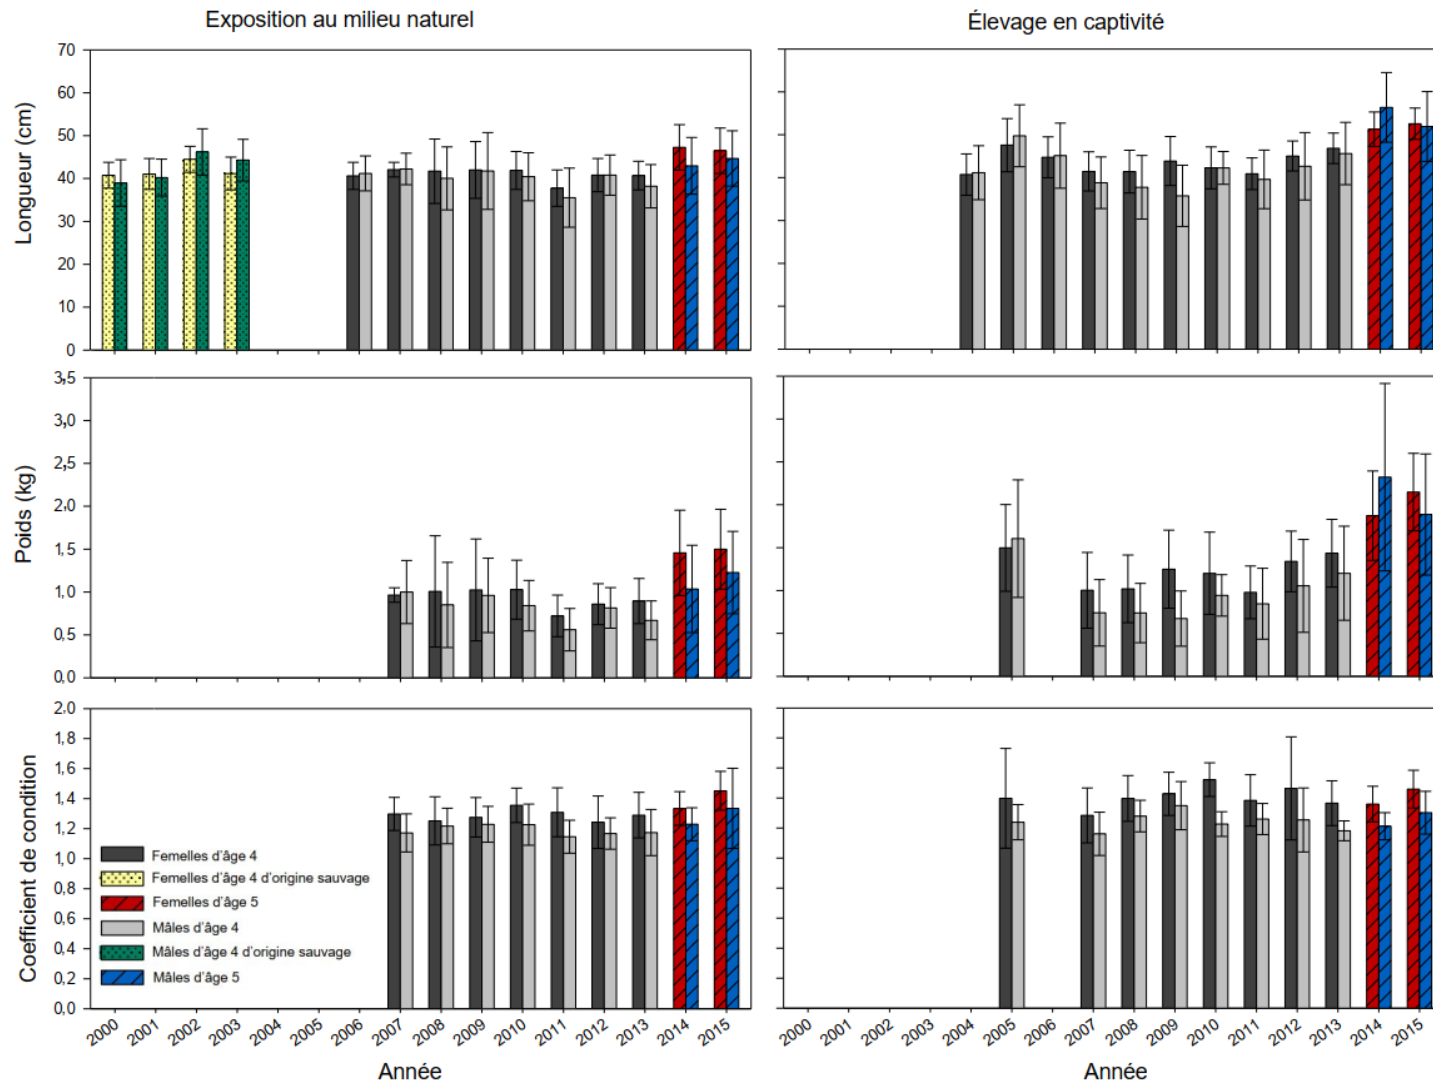 Exposition au milieu naturel
Élevage en captivité
Longueur (cm)
70
60
50
40
30
20
10
0
Poids (kg)
3,5
3,0
2,5
2,0
1,5
1,0
0,5
0.0
Coefficient de condition
2.0
1,8
1,6
1,4
1.2
1,0
0,8
0,6
0,4
0,2
0,0
Femelles d'âge 4
Femelles d'âge 4 d'origine sauvage
Femelles d'âge 5
Mâles d'âge 4
Mâles d'âge 4 d'origine sauvage
Mâles d'âge 5
2000 2001 2002 2003 2004 2005 2006 2007 2008 2009 2010 2011 2012 2013 2014 2015
2000 2001 2002 2003 2004 2005 2006 2007 2008 2009 2010 2011 2012 2013 2014 2015
Année
Année